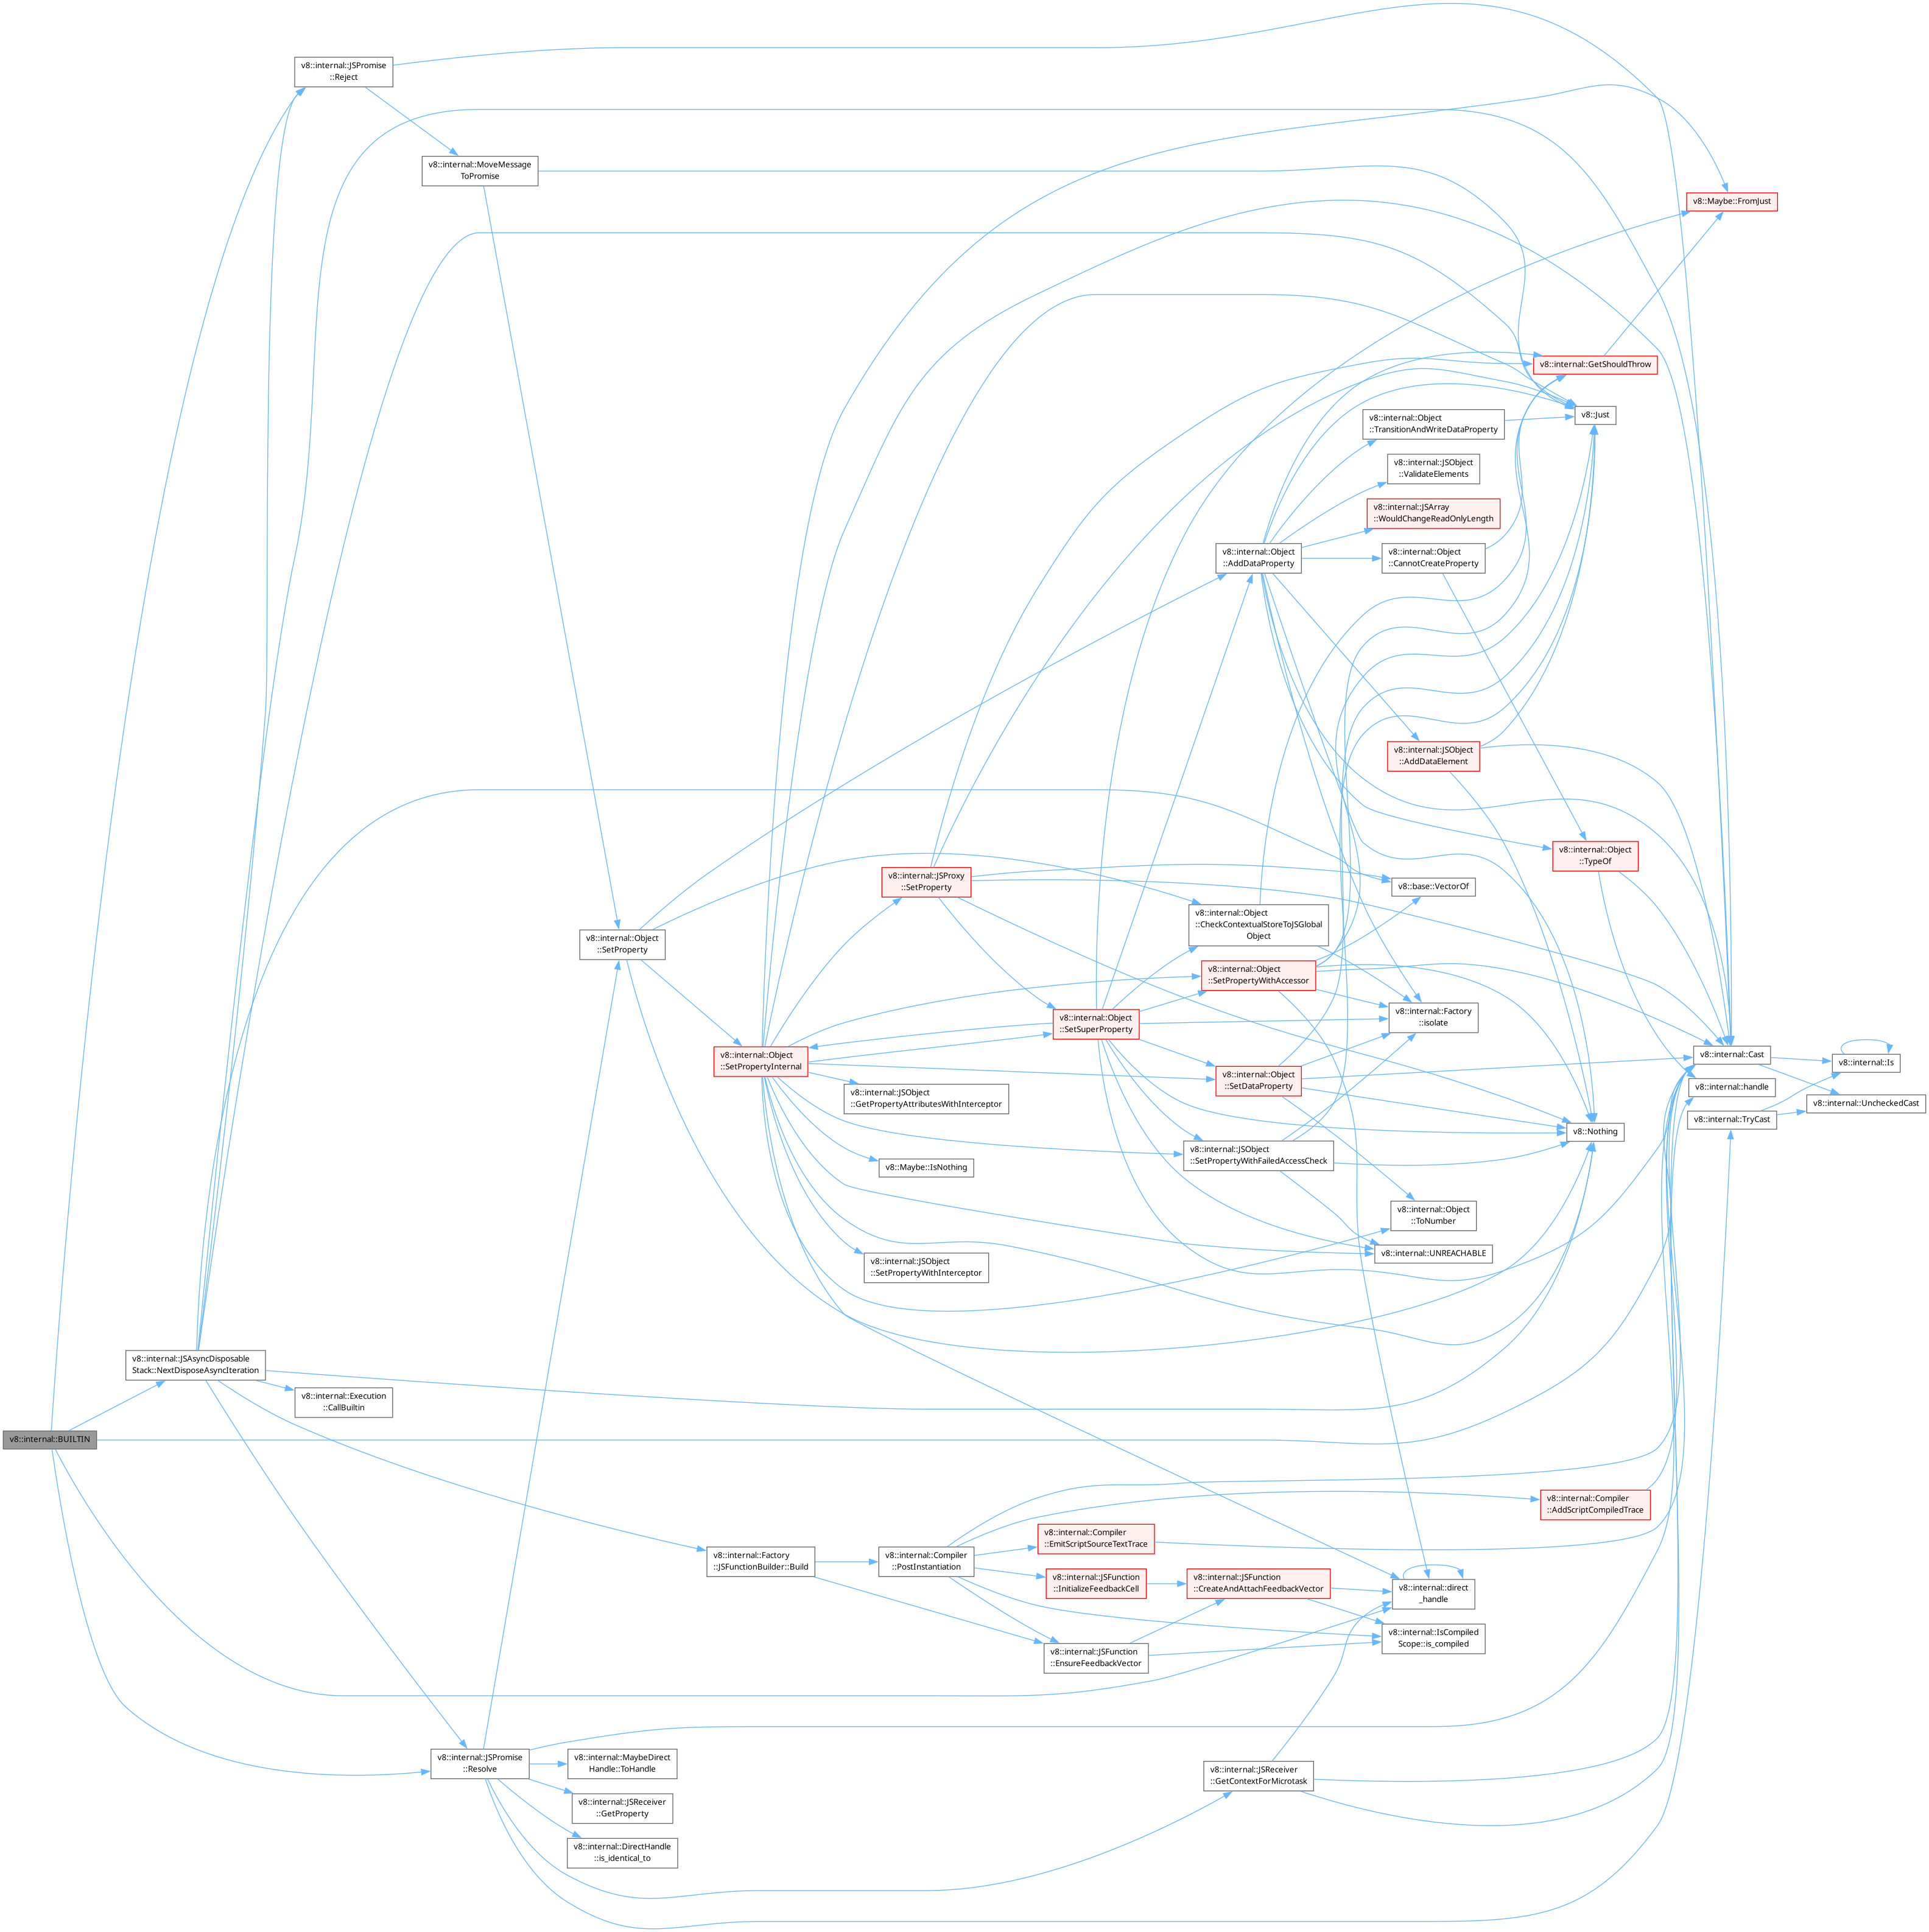 v8::internal::JSPromise
::Reject
v8::internal::MoveMessage
ToPromise
v8::Maybe::FromJust
v8::internal::GetShouldThrow
v8::Just
v8::internal::Object
::TransitionAndWriteDataProperty
v8::internal::JSObject
::ValidateElements
v8::internal::JSArray
::WouldChangeReadOnlyLength
v8::internal::Object
::AddDataProperty
v8::internal::Object
::CannotCreateProperty
v8::internal::JSObject
::AddDataElement
v8::internal::Object
::TypeOf
v8::internal::JSProxy
::SetProperty
v8::base::VectorOf
v8::internal::Object
::SetProperty
v8::internal::Object
::CheckContextualStoreToJSGlobal
Object
v8::internal::Object
::SetPropertyWithAccessor
v8::internal::Factory
::isolate
v8::internal::Object
::SetSuperProperty
v8::internal::Object
::SetPropertyInternal
v8::internal::Cast
v8::internal::Is
v8::internal::Object
::SetDataProperty
v8::internal::handle
v8::internal::JSObject
::GetPropertyAttributesWithInterceptor
v8::internal::UncheckedCast
v8::internal::TryCast
v8::Nothing
v8::internal::JSObject
::SetPropertyWithFailedAccessCheck
v8::Maybe::IsNothing
v8::internal::Object
::ToNumber
v8::internal::UNREACHABLE
v8::internal::JSObject
::SetPropertyWithInterceptor
v8::internal::JSAsyncDisposable
Stack::NextDisposeAsyncIteration
v8::internal::Execution
::CallBuiltin
v8::internal::BUILTIN
v8::internal::Compiler
::AddScriptCompiledTrace
v8::internal::Compiler
::EmitScriptSourceTextTrace
v8::internal::Factory
::JSFunctionBuilder::Build
v8::internal::Compiler
::PostInstantiation
v8::internal::JSFunction
::InitializeFeedbackCell
v8::internal::JSFunction
::CreateAndAttachFeedbackVector
v8::internal::direct
_handle
v8::internal::IsCompiled
Scope::is_compiled
v8::internal::JSFunction
::EnsureFeedbackVector
v8::internal::JSPromise
::Resolve
v8::internal::MaybeDirect
Handle::ToHandle
v8::internal::JSReceiver
::GetContextForMicrotask
v8::internal::JSReceiver
::GetProperty
v8::internal::DirectHandle
::is_identical_to